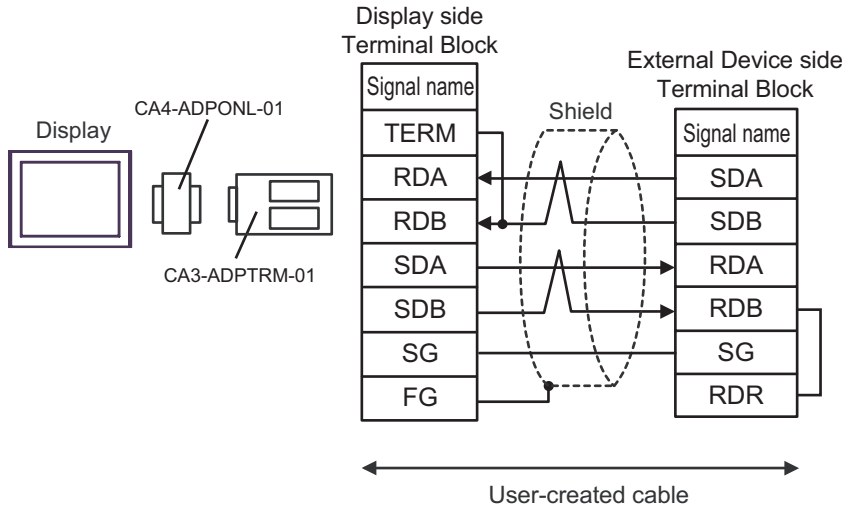 Display side
Terminal Block
External Device side
Terminal Block
Display
CA4-ADPONL-01
CA3-ADPTRM-01
Shield
Signal name
TERM
RDA
RDB
SDA
SDB
SG
FG
Signal name
SDA
SDB
RDA
RDB
SG
RDR
User-created cable